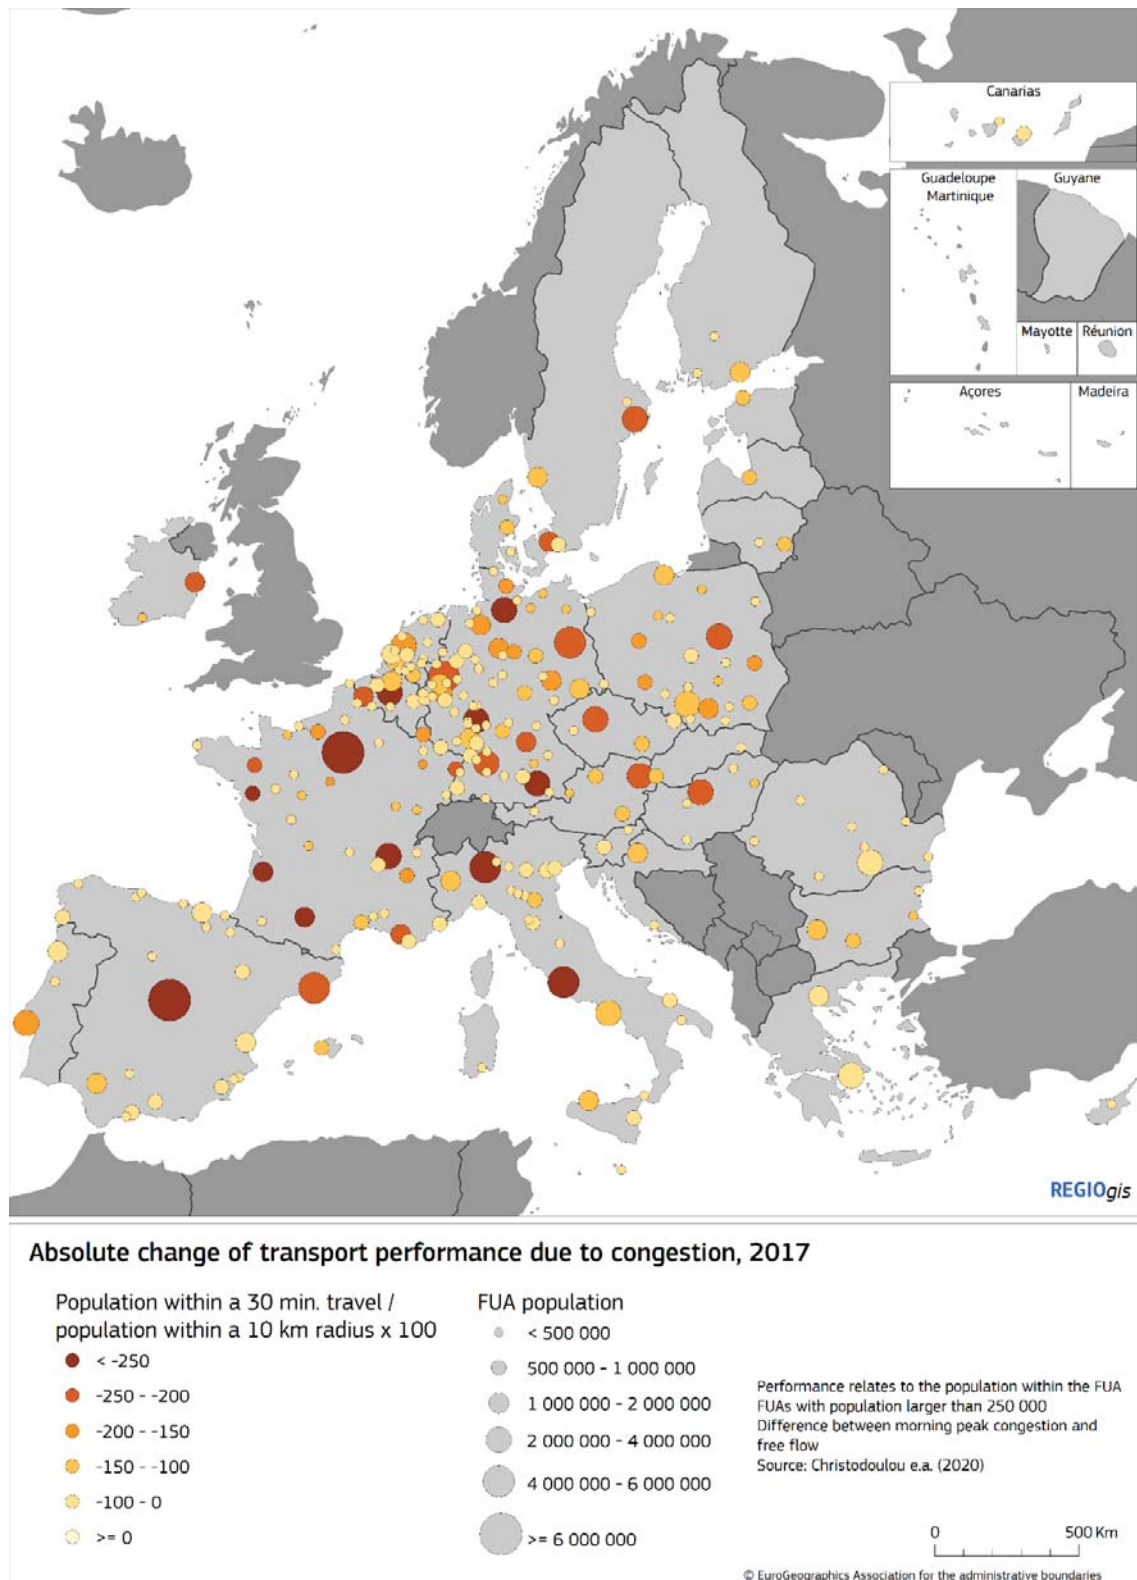 Canarias
Guadeloupe
Martinique
Guyane
Mayotte
Réunion
Açores
Madeira
REGIOgis
Absolute change of transport performance due to congestion, 2017
Population within a 30 min. travel /
population within a 10 km radius x 100
< -250
-250 - -200
-200 - -150
-150 - -100
-100 - 0
>= 0
FUA population
< 500 000
500 000 - 1 000 000
1 000 000 - 2 000 000
2 000 000 - 4 000 000
4 000 000 - 6 000 000
>= 6 000 000
Performance relates to the population within the FUA
FUAs with population larger than 250 000
Difference between morning peak congestion and
free flow
Source: Christodoulou e.a. (2020)
0 500 Km
© EuroGeographics Association for the administrative boundaries